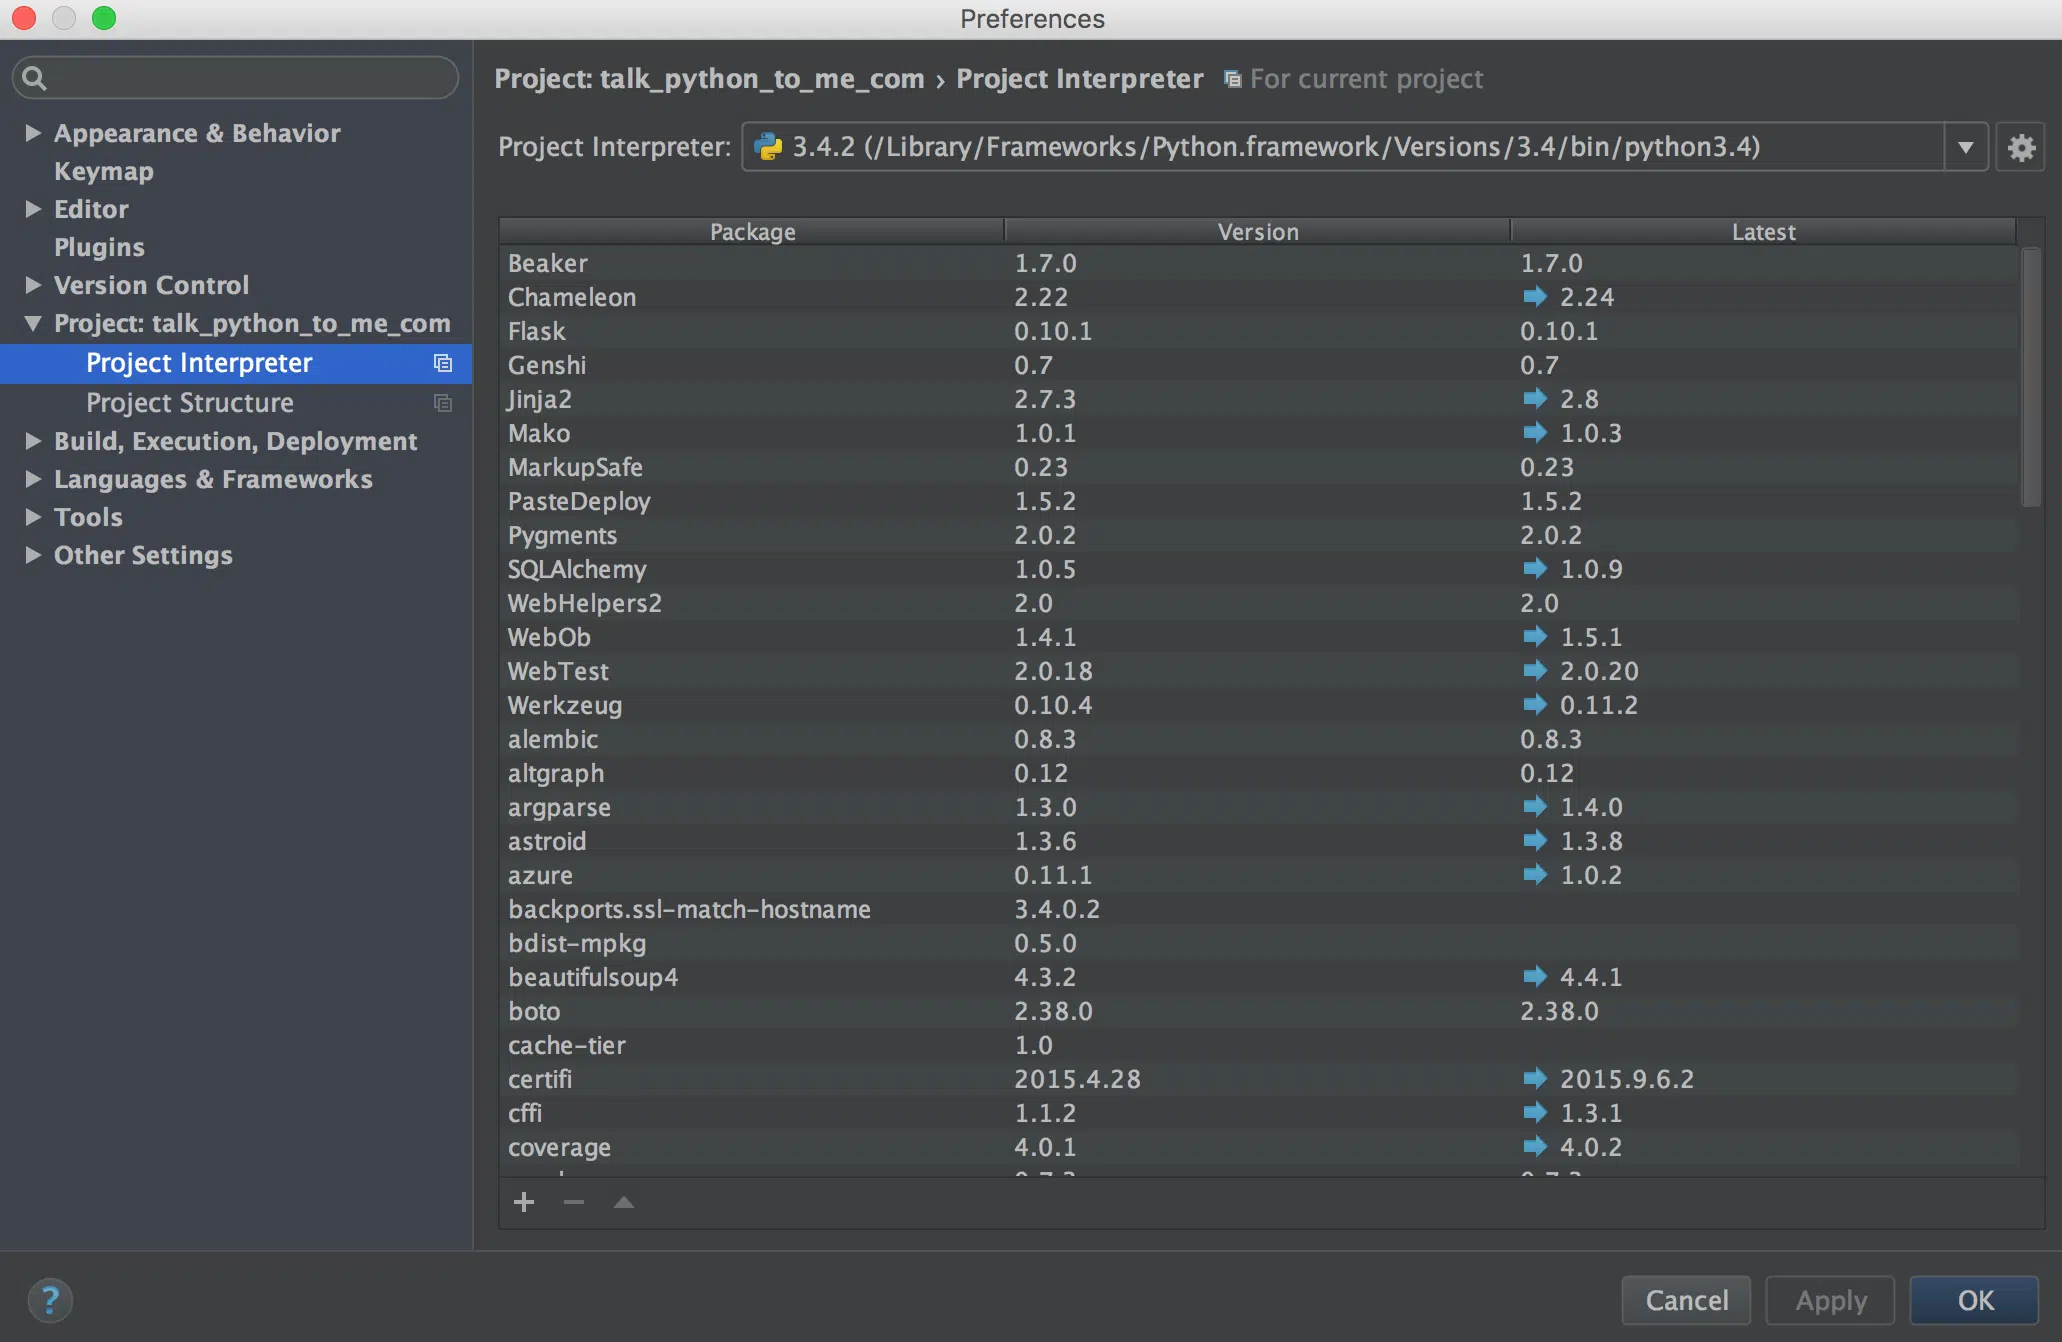 Preferences
Appearance & Behavior
Keymap
Editor
Plugins
Version Control
Project: talk_python_to_me_com
Project Interpreter
Project Structure
Build, Execution, Deployment
Languages & Frameworks
Tools
Other Settings
Project: talk_python_to_me_com › Project Interpreter For current project
Project Interpreter: 3.4.2 (/Library/Frameworks/Python.framework/Versions/3.4/bin/python3.4)
Package Version Latest
Beaker 1.7.0 1.7.0
Chameleon 2.22 2.24
Flask 0.10.1 0.10.1
Genshi 0.7 0.7
Jinja2 2.7.3 2.8
Mako 1.0.1 1.0.3
MarkupSafe 0.23 0.23
PasteDeploy 1.5.2 1.5.2
Pygments 2.0.2 2.0.2
SQLAlchemy 1.0.5 1.0.9
WebHelpers2 2.0 2.0
WebOb 1.4.1 1.5.1
WebTest 2.0.18 2.0.20
Werkzeug 0.10.4 0.11.2
alembic 0.8.3 0.8.3
altgraph 0.12 0.12
argparse 1.3.0 1.4.0
astroid 1.3.6 1.3.8
azure 0.11.1 1.0.2
backports.ssl-match-hostname 3.4.0.2
bdist-mpkg 0.5.0
beautifulsoup4 4.3.2 4.4.1
boto 2.38.0 2.38.0
cache-tier 1.0
certifi 2015.4.28 2015.9.6.2
cffi 1.1.2 1.3.1
coverage 4.0.1 4.0.2
? Cancel Apply OK